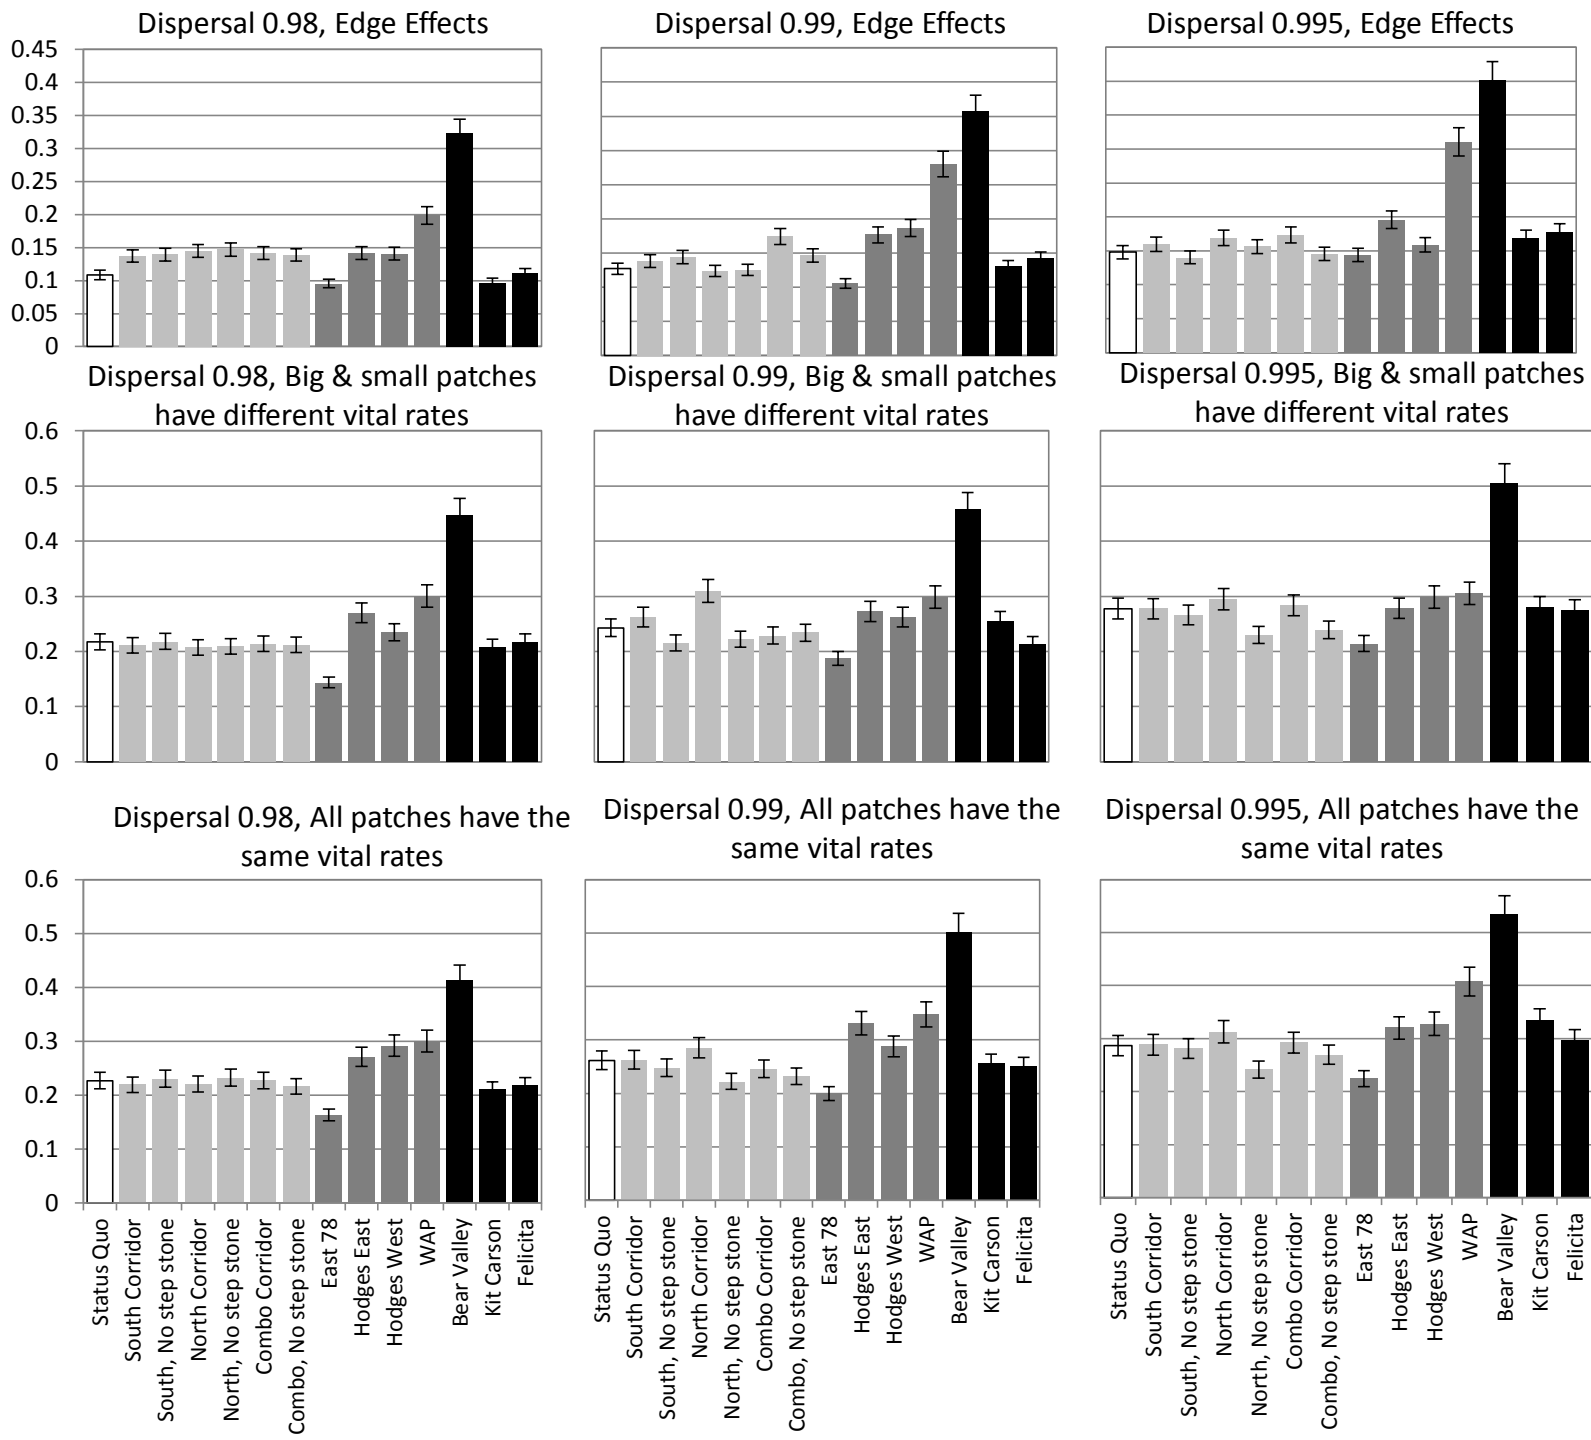 Dispersal 0.98, Edge Effects
Dispersal 0.99, Edge Effects
Dispersal 0.995, Edge Effects
0.45
0.4
0.35
0.3
0.25
0.2
0.15
0.1
0.05
0
Dispersal 0.98, Big & small patches
have different vital rates
Dispersal 0.99, Big & small patches
have different vital rates
Dispersal 0.995, Big & small patches
have different vital rates
0.6
0.5
0.4
0.3
0.2
0.1
0
Dispersal 0.98, All patches have the
same vital rates
Dispersal 0.99, All patches have the
same vital rates
Dispersal 0.995, All patches have the
same vital rates
0.6
0.5
0.4
0.3
0.2
0.1
0
Status Quo
South Corridor
South, No step stone
North Corridor
North, No step stone
Combo Corridor
Combo, No step stone
East 78
Hodges East
Hodges West
WAP
Bear Valley
Kit Carson
Felicita
Status Quo
South Corridor
South, No step stone
North Corridor
North, No step stone
Combo Corridor
Combo, No step stone
East 78
Hodges East
Hodges West
WAP
Bear Valley
Kit Carson
Felicita
Status Quo
South Corridor
South, No step stone
North Corridor
North, No step stone
Combo Corridor
Combo, No step stone
East 78
Hodges East
Hodges West
WAP
Bear Valley
Kit Carson
Felicita